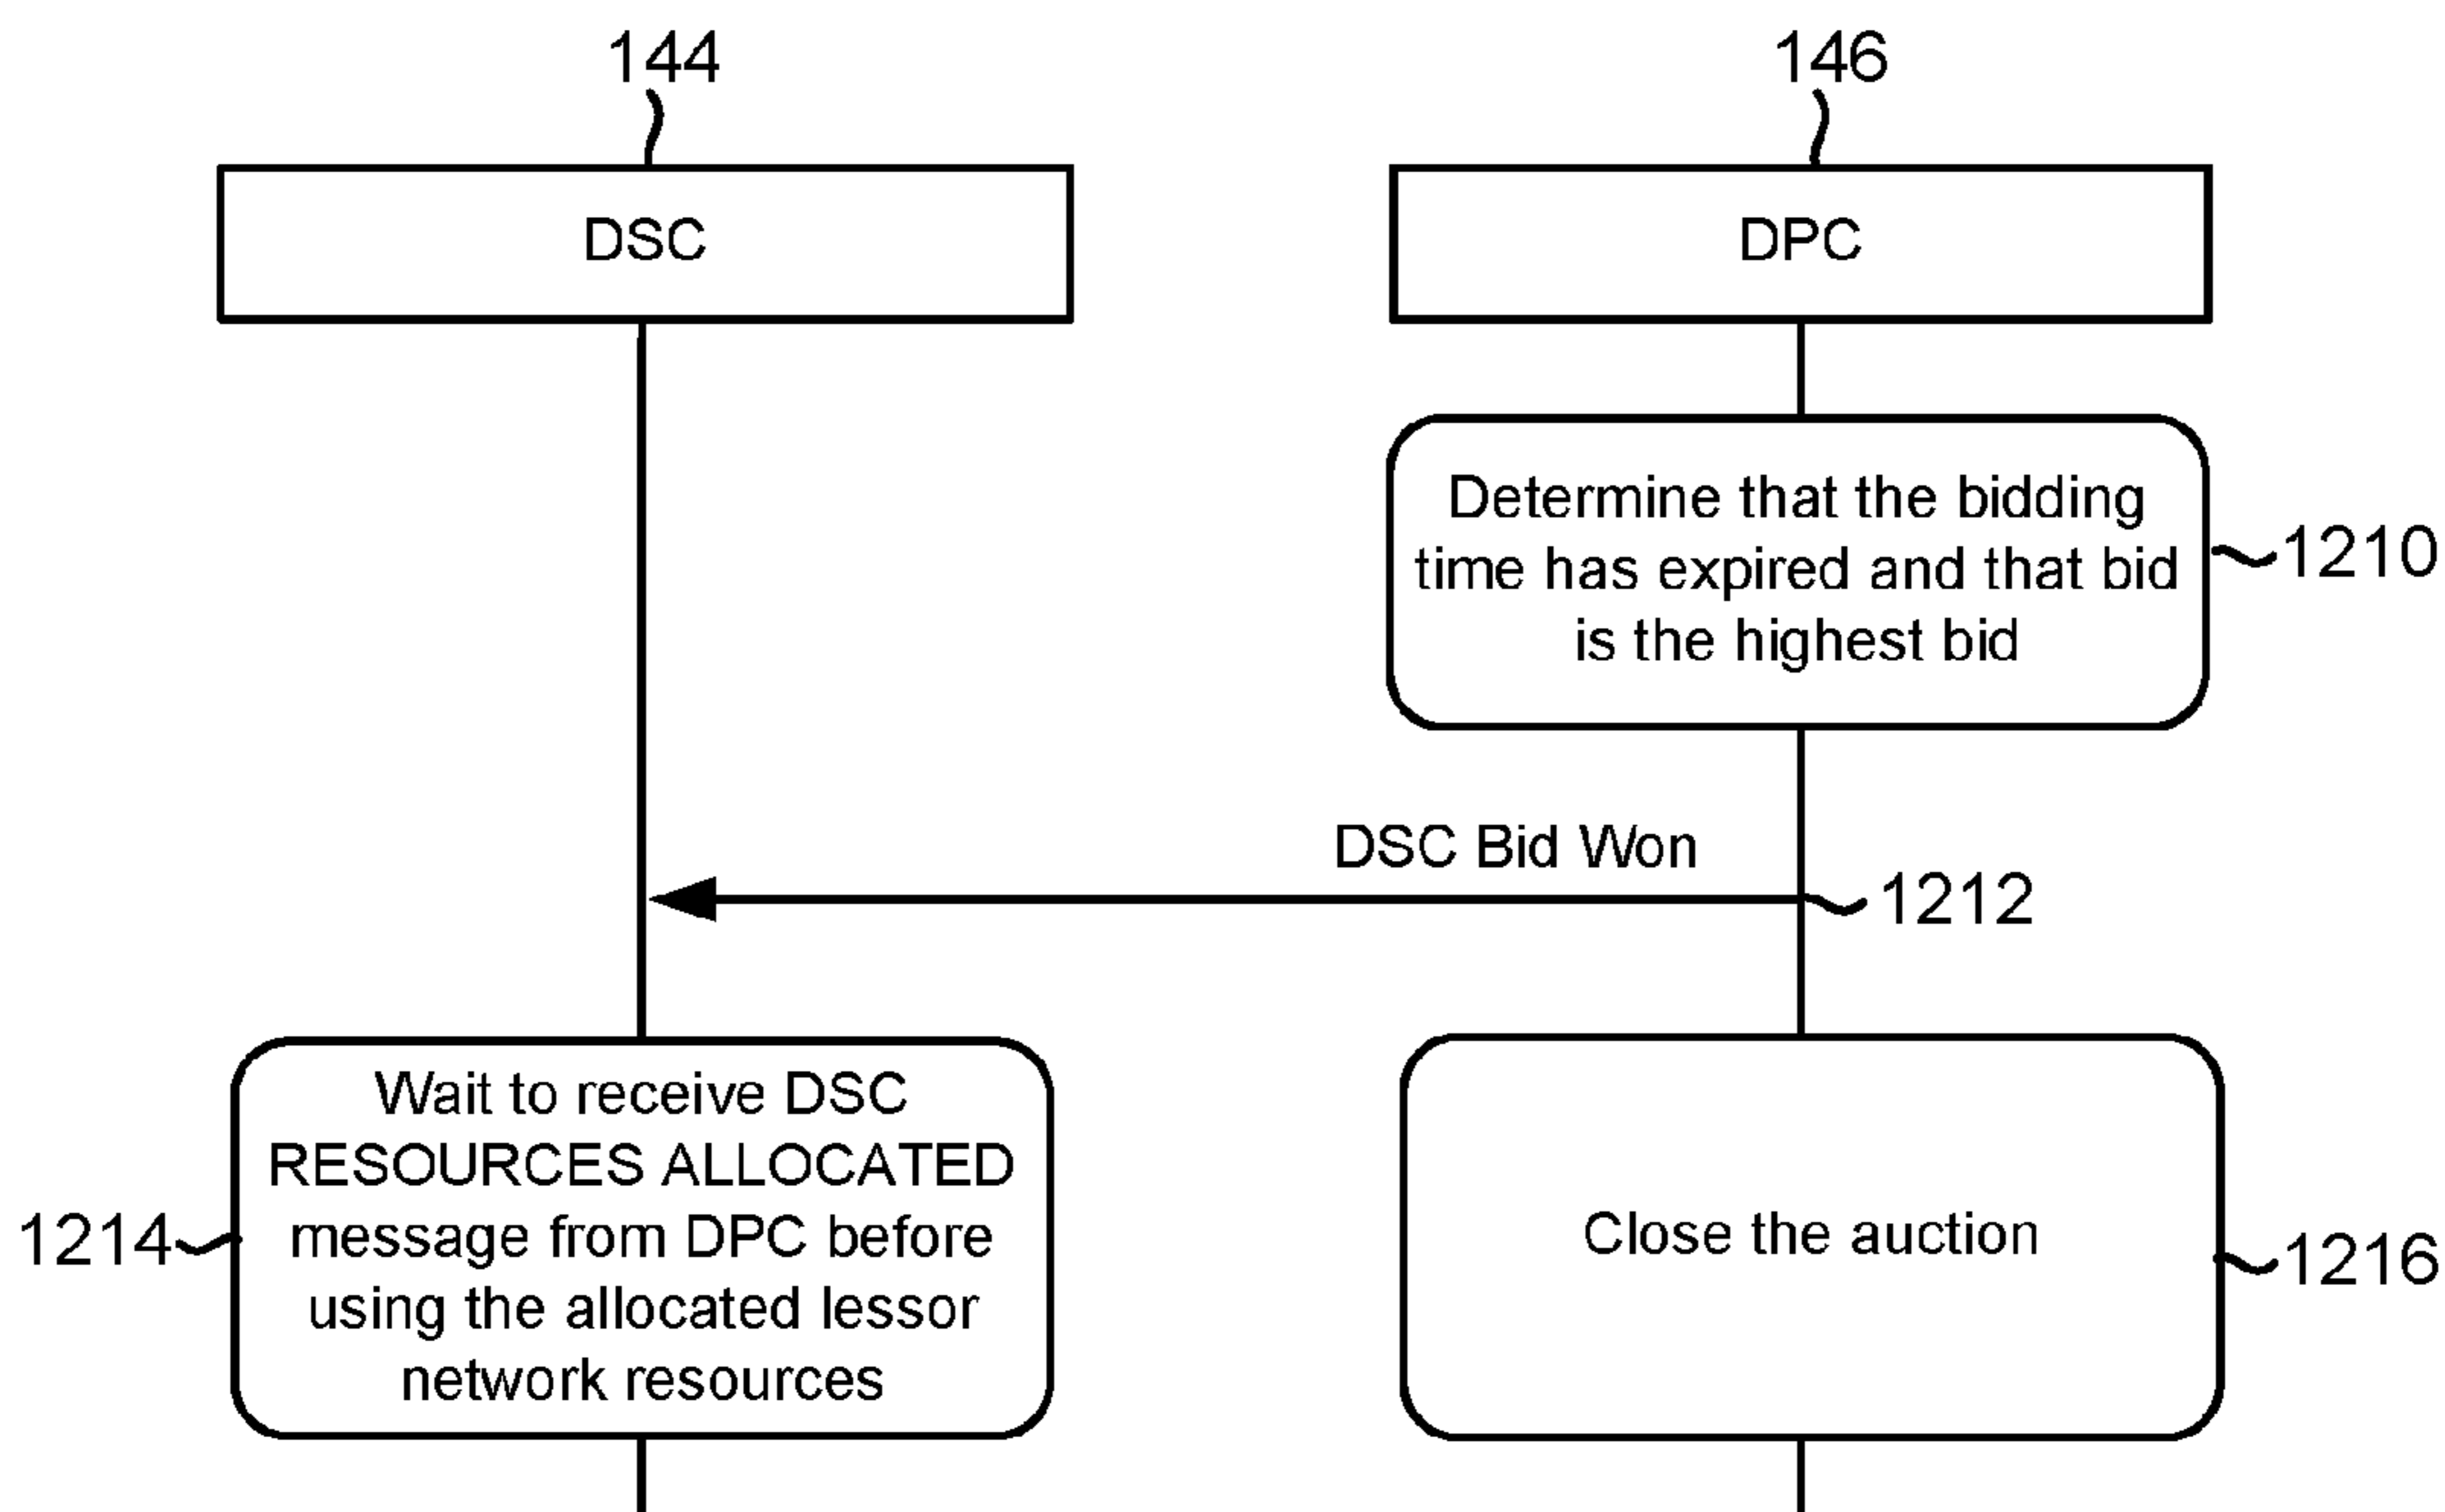 144
146
DSC
DPC
Determine that the bidding
time has expired and that bid
is the highest bid
1210
DSC Bid Won
1212
Wait to receive DSC
RESOURCES ALLOCATED
message from DPC before
using the allocated lessor
network resources
1214
Close the auction
1216